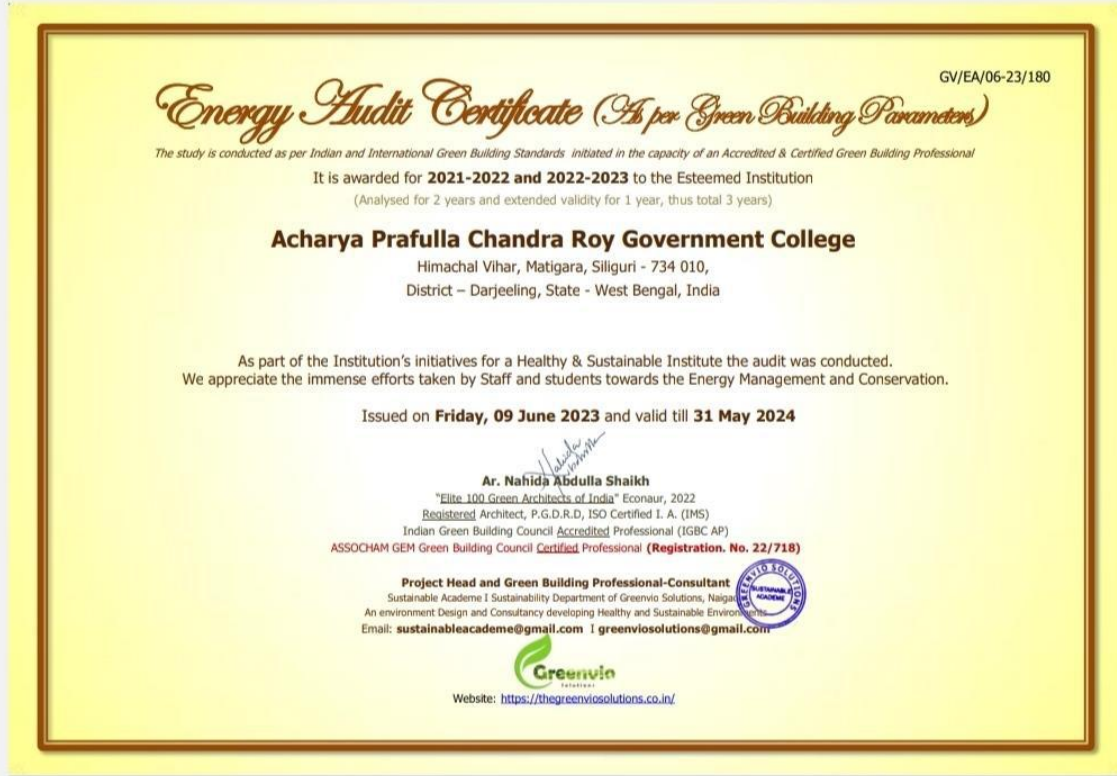 GV/EA/06-23/180
Energy Audit Certificate (As per Green Building Parameters)
The study is conducted as per Indian and International Green Building Standards initiated in the capacity of an Accredited & Certified Green Building Professional
It is awarded for 2021-2022 and 2022-2023 to the Esteemed Institution
(Analysed for 2 years and extended validity for 1 year, thus total 3 years)
Acharya Prafulla Chandra Roy Government College
Himachal Vihar, Matigara, Siliguri - 734 010,
District – Darjeeling, State - West Bengal, India
As part of the Institution's initiatives for a Healthy & Sustainable Institute the audit was conducted.
We appreciate the immense efforts taken by Staff and students towards the Energy Management and Conservation.
Issued on Friday, 09 June 2023 and valid till 31 May 2024
Ar. Nahida Abdulla Shaikh
"Elite 100 Green Architects of India" Econaur, 2022
Registered Architect, P.G.D.R.D, ISO Certified I. A. (IMS)
Indian Green Building Council Accredited Professional (IGBC AP)
ASSOCHAM GEM Green Building Council Certified Professional (Registration. No. 22/718)
Project Head and Green Building Professional-Consultant
Sustainable Academe I Sustainability Department of Greenvio Solutions,
An environment Design and Consultancy developing Healthy and Sustainable Environments
Email: sustainableacademe@gmail.com I greenviosolutions@gmail.com
GREENVIO SOLUTIONS
SUSTAINABLE
ACADEME
Greenvio
Solutions
Website: https://thegreenviosolutions.co.in/